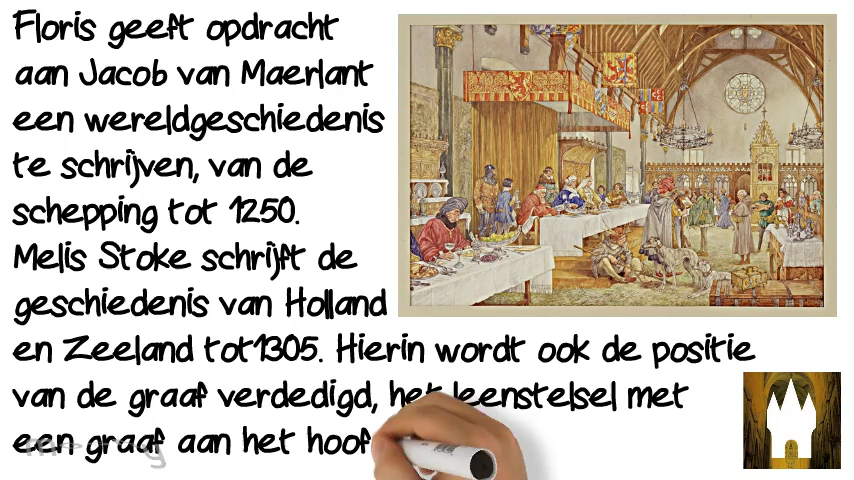 Floris geeft opdracht
aan Jacob van Maerlant
een wereldgeschiedenis
te schrijven, van de
schepping tot 1250.
Melis Stoke schrijft de
geschiedenis van Holland
en Zeeland tot1305. Hierin wordt ook de positie
van de graaf verdedigd, het leenstelsel met
een graaf aan het hoof